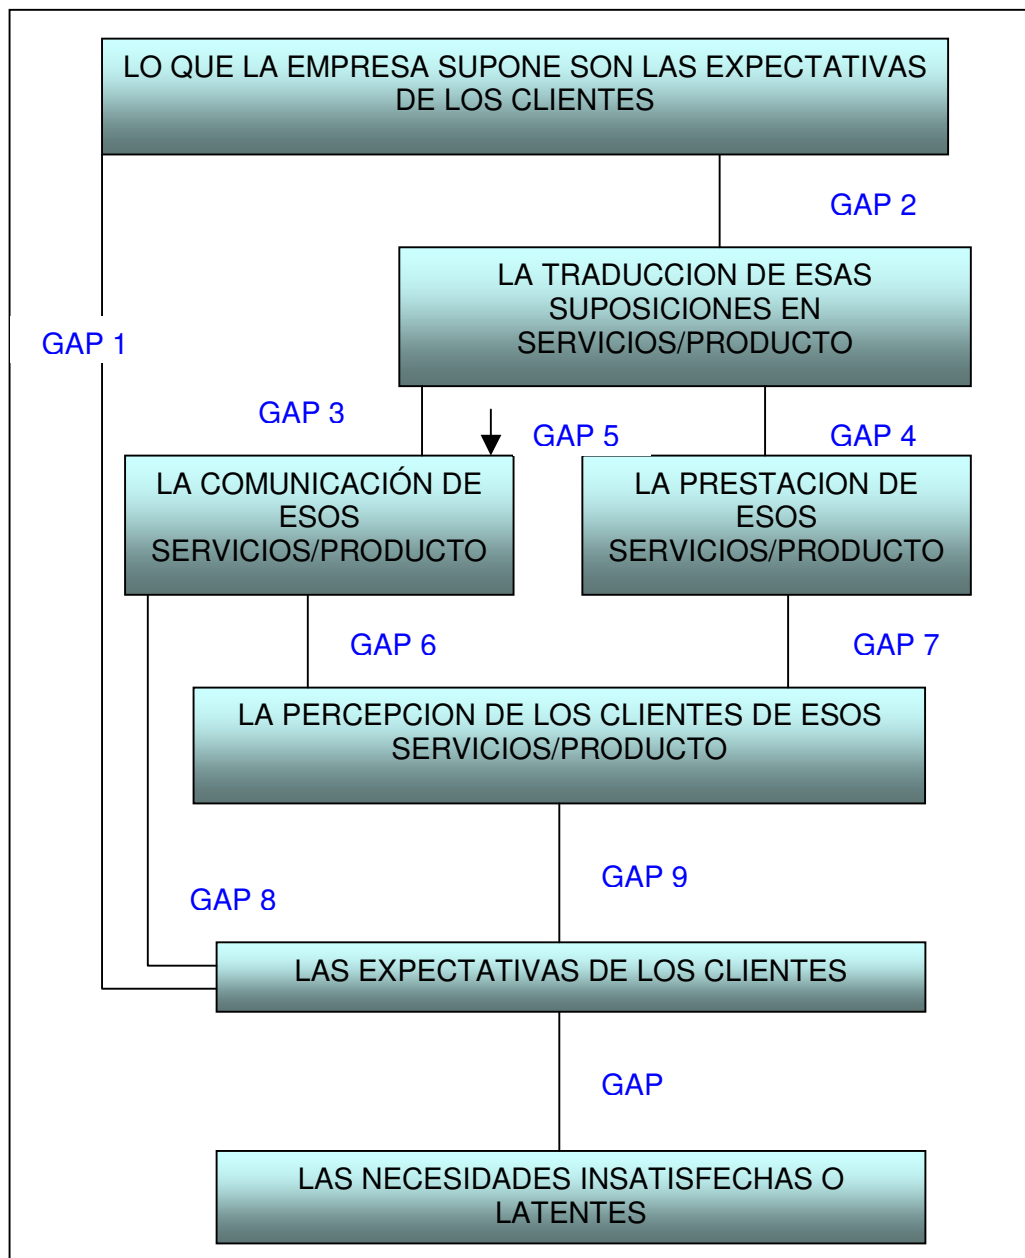 LO QUE LA EMPRESA SUPONE SON LAS EXPECTATIVAS
DE LOS CLIENTES
GAP 2
LA TRADUCCION DE ESAS
SUPOSICIONES EN
SERVICIOS/PRODUCTO
GAP 1
GAP 3
GAP 5
GAP 4
LA COMUNICACIÓN DE
ESOS
SERVICIOS/PRODUCTO
LA PRESTACION DE
ESOS
SERVICIOS/PRODUCTO
GAP 6
GAP 7
LA PERCEPCION DE LOS CLIENTES DE ESOS
SERVICIOS/PRODUCTO
GAP 9
GAP 8
LAS EXPECTATIVAS DE LOS CLIENTES
GAP
LAS NECESIDADES INSATISFECHAS O
LATENTES